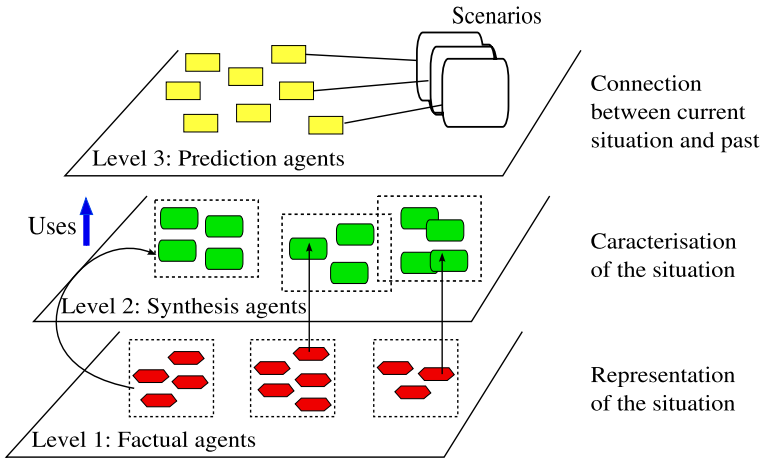 Scenarios
Connection
between current
situation and past
Level 3: Prediction agents
Uses
Caracterisation
of the situation
Level 2: Synthesis agents
Representation
of the situation
Level 1: Factual agents